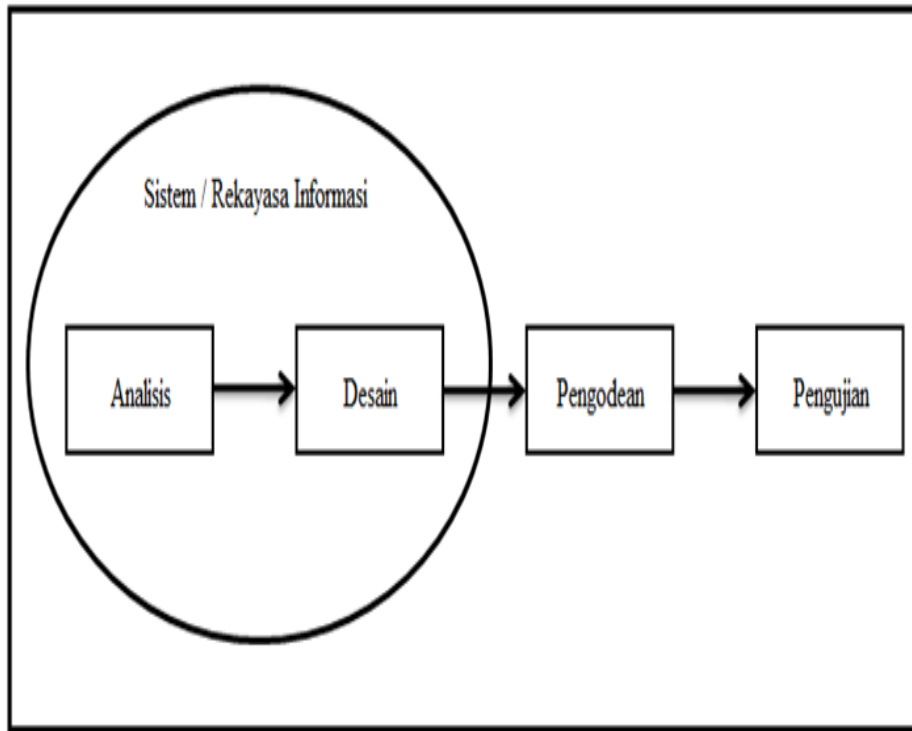 Sistem / Rekayasa Informasi
Analisis
Desain
Pengodean
Pengujian